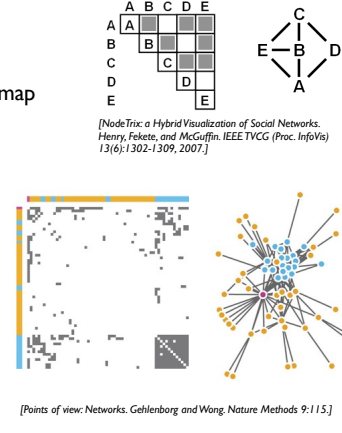 A B C D E
A A
B B
C C
D D
E E
C
E B D
A
map
[NodeTrix: a Hybrid Visualization of Social Networks.
Henry, Fekete, and McGuffin. IEEE TVCG (Proc. InfoVis)
13(6):1302-1309, 2007.]
[Points of view: Networks. Gehlenborg and Wong. Nature Methods 9:115.]